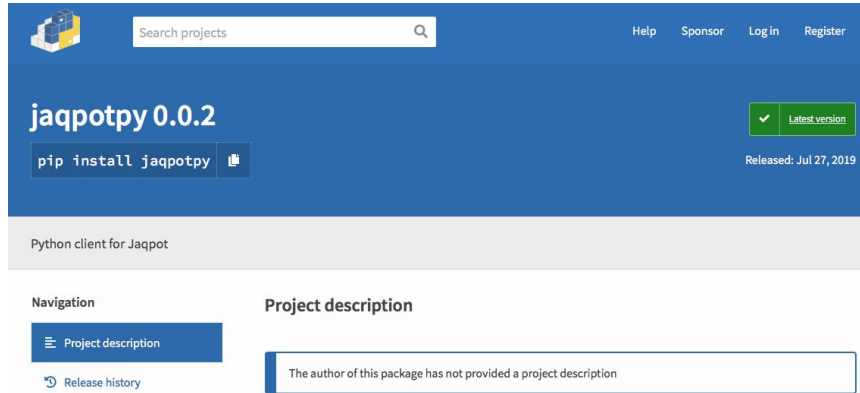 Search projects
Help Sponsor Log in Register
jaqpotpy 0.0.2
pip install jaqpotpy
Latest version
Released: Jul 27, 2019
Python client for Jaqpot
Navigation
Project description
Project description
The author of this package has not provided a project description
Release history